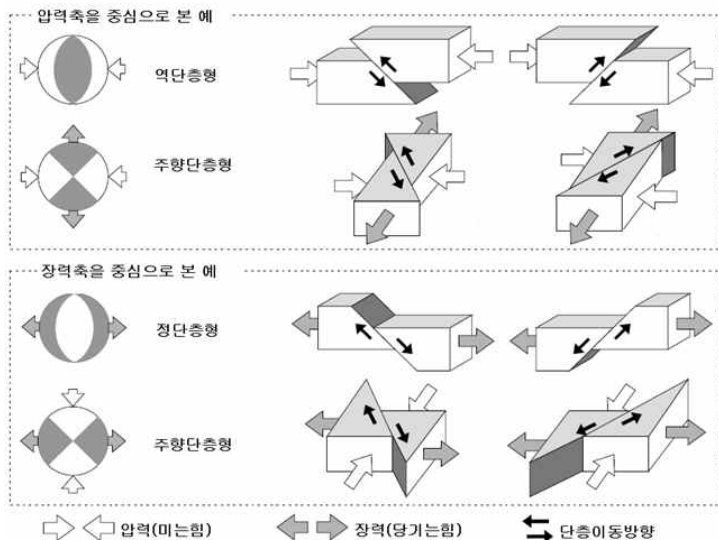 압력축을 중심으로 본 예
역단층형
주향단층형
장력축을 중심으로 본 예
정단층형
주향단층형
압력(미는힘)
장력(당기는힘)
단층이동방향